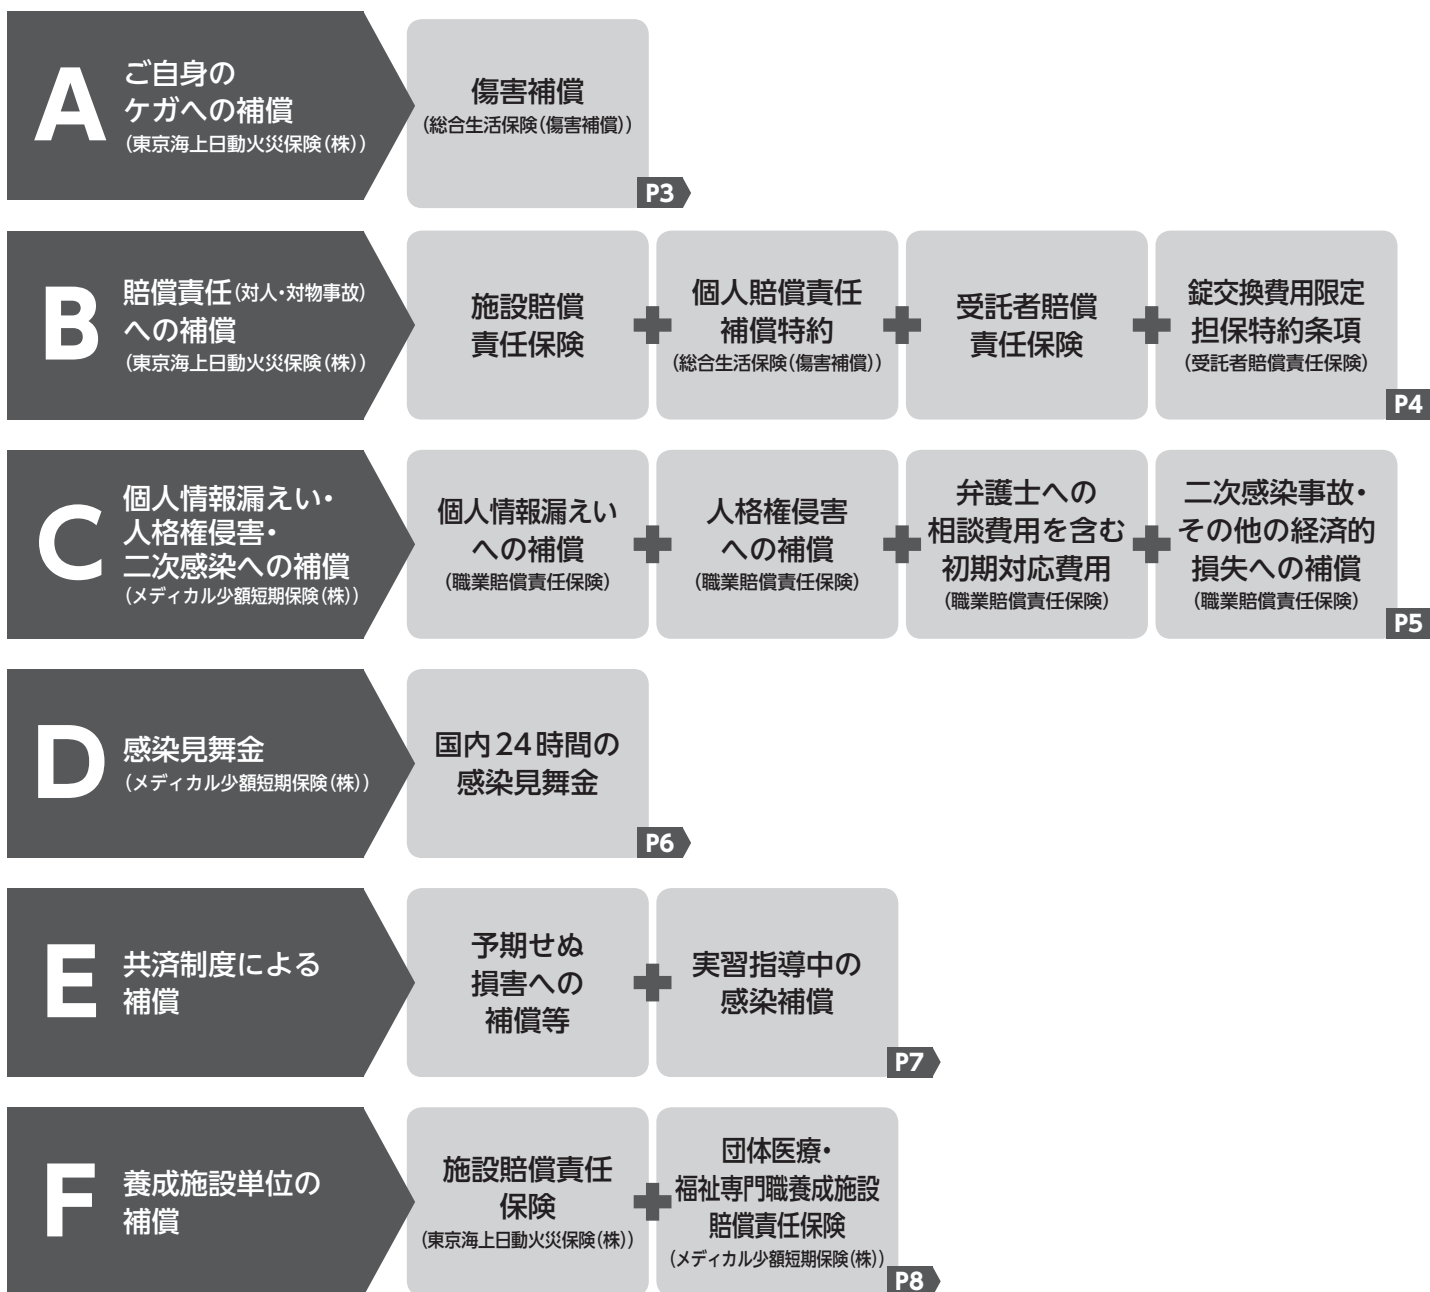 A
ご自身の
ケガへの補償
(東京海上日動火災保険(株))
傷害補償
(総合生活保険(傷害補償))
P3
B
賠償責任(対人・対物事故)
への補償
(東京海上日動火災保険(株))
施設賠償
責任保険
+
個人賠償責任
補償特約
(総合生活保険(傷害補償))
+
受託者賠償
責任保険
+
錠交換費用限定
担保特約条項
(受託者賠償責任保険)
P4
C
個人情報漏えい・
人格権侵害・
二次感染への補償
(メディカル少額短期保険(株))
個人情報漏えい
への補償
(職業賠償責任保険)
+
人格権侵害
への補償
(職業賠償責任保険)
+
弁護士への
相談費用を含む
初期対応費用
(職業賠償責任保険)
+
二次感染事故・
その他の経済的
損失への補償
(職業賠償責任保険)
P5
D
感染見舞金
(メディカル少額短期保険(株))
国内24時間の
感染見舞金
P6
E
共済制度による
補償
予期せぬ
損害への
補償等
+
実習指導中の
感染補償
P7
F
養成施設単位の
補償
施設賠償責任
保険
(東京海上日動火災保険(株))
+
団体医療・
福祉専門職養成施設
賠償責任保険
(メディカル少額短期保険(株))
P8